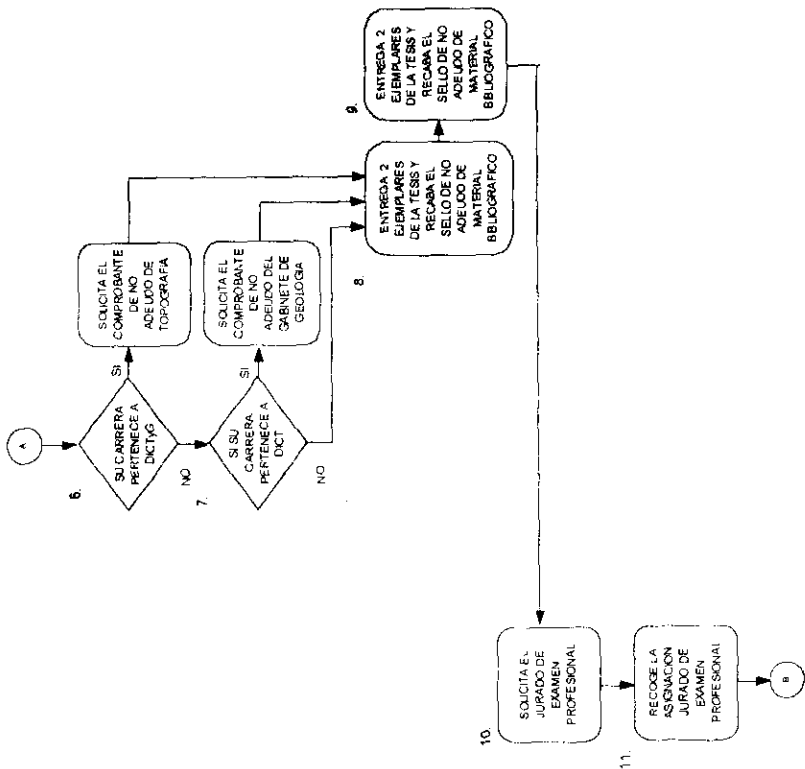 A
6.
SU CARRERA
PERTENECE A
DICTyG
SI
NO
SOLICITA EL
COMPROBANTE
DE NO
ADEUDO DE
TOPOGRAFIA
7.
SI SU
CARRERA
PERTENECE A
DICT
SI
NO
SOLICITA EL
COMPROBANTE
DE NO
ADEUDO DEL
GABINETE DE
GEOLOGIA
8.
ENTREGA 2
EJEMPLARES
DE LA TESIS Y
RECABA EL
SELLO DE NO
ADEUDO DE
MATERIAL
BBLIOGRAFICO
9.
ENTREGA 2
EJEMPLARES
DE LA TESIS Y
RECABA EL
SELLO DE NO
ADEUDO DE
MATERIAL
BBLIOGRAFICO
10.
SOLICITA EL
JURADO DE
EXAMEN
PROFESIONAL
11.
RECOGE LA
ASIGNACION
JURADO DE
EXAMEN
PROFESIONAL
B